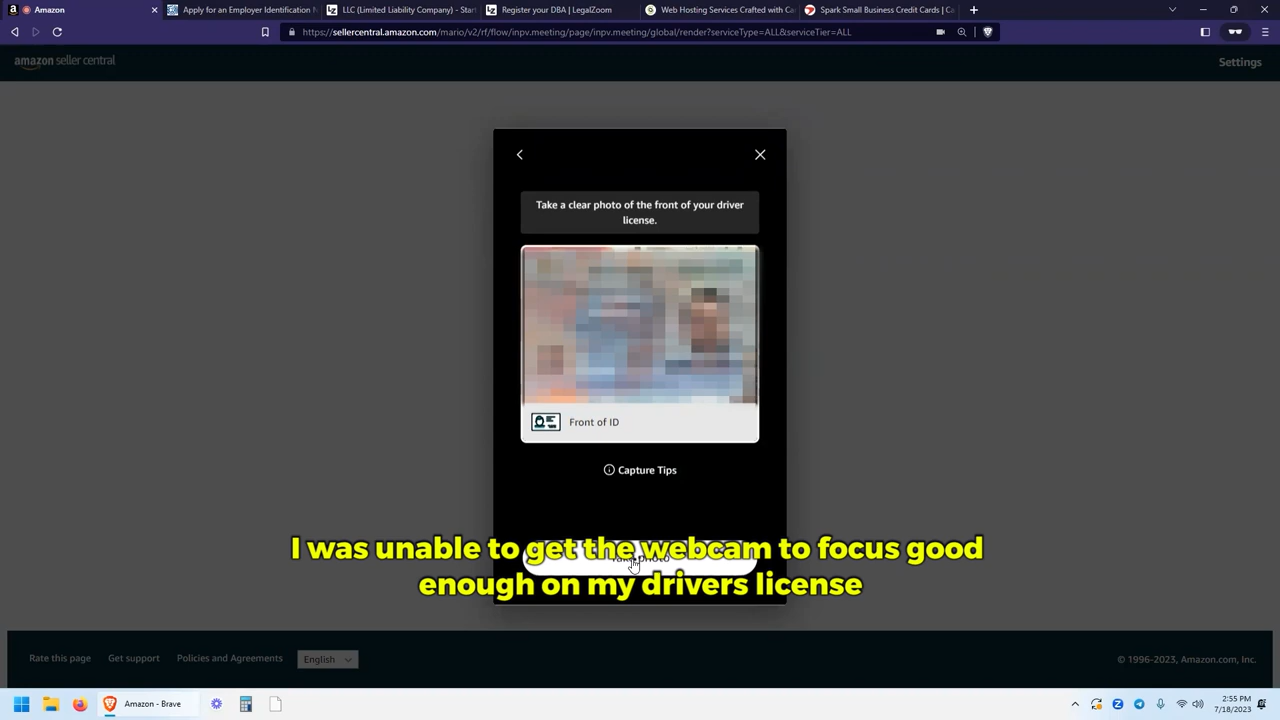 Amazon
Apply for an Employer Identification N
LLC (Limited Liability Company) - Start
Register your DBA | LegalZoom
Web Hosting Services Crafted with Ca
Spark Small Business Credit Cards | Ca
https://sellercentral.amazon.com/mario/v2/rf/flow/inpv.meeting/page/inpv.meeting/global/render?serviceType=ALL&serviceTier=ALL
amazon seller central
Settings
Take a clear photo of the front of your driver
license.
Front of ID
Capture Tips
I was unable to get the webcam to focus good
enough on my drivers license
Rate this page
Get support
Policies and Agreements
English
© 1996-2023, Amazon.com, Inc.
Amazon - Brave
2:55 PM
7/18/2023